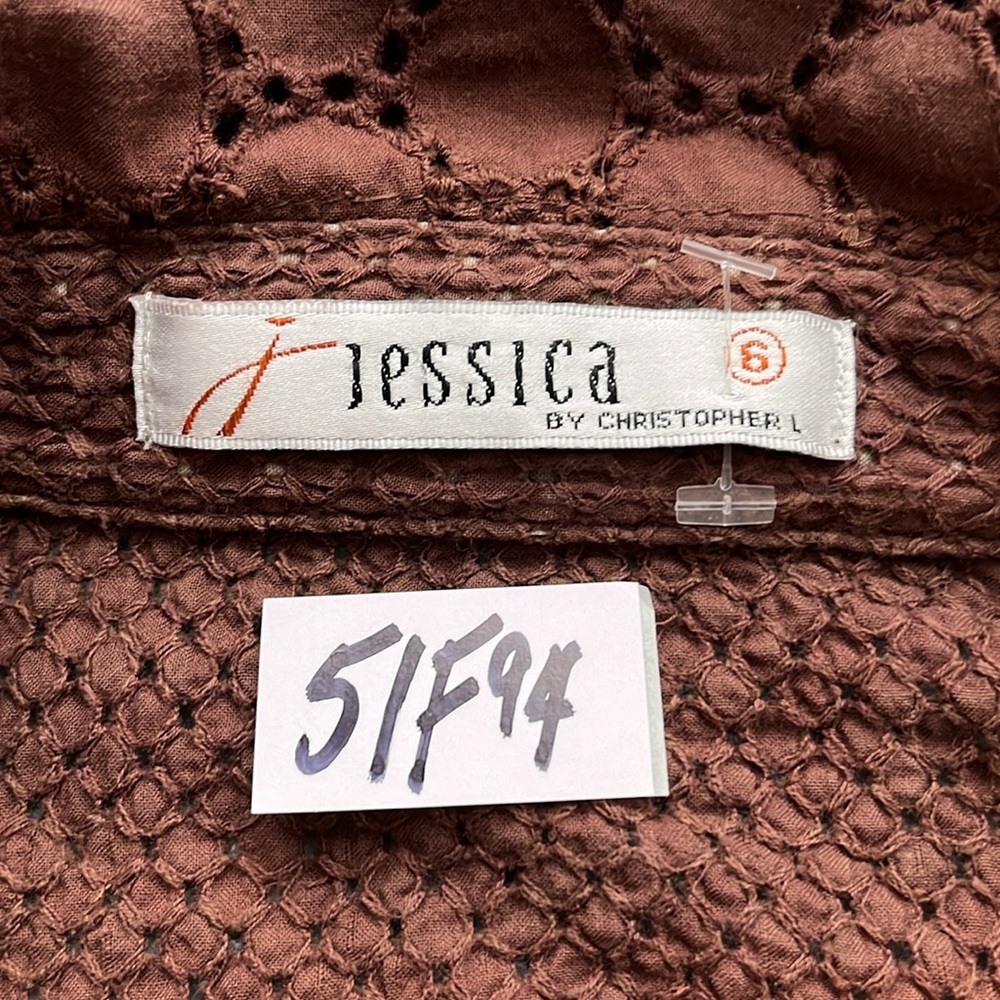 J Jessica 6
BY CHRISTOPHER L
51F94